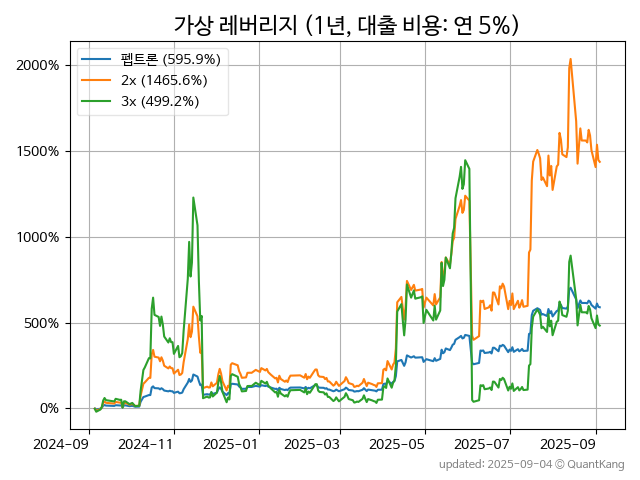 가상 레버리지 (1년, 대출 비용: 연 5%)
펩트론 (595.9%)
2x (1465.6%)
3x (499.2%)
2000%
1500%
1000%
500%
0%
2024-09 2024-11 2025-01 2025-03 2025-05 2025-07 2025-09
updated: 2025-09-04 © QuantKang